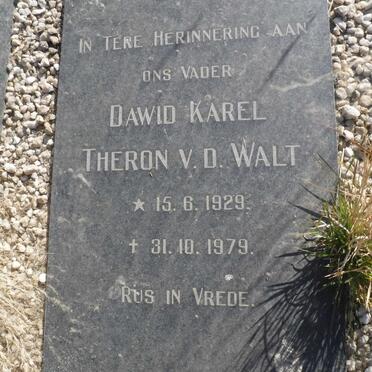 IN TERE HERINNERING AAN
ONS VADER
DAWID KAREL
THERON V. D. WALT
* 15. 6. 1929.
† 31. 10. 1979.
RUS IN VREDE.